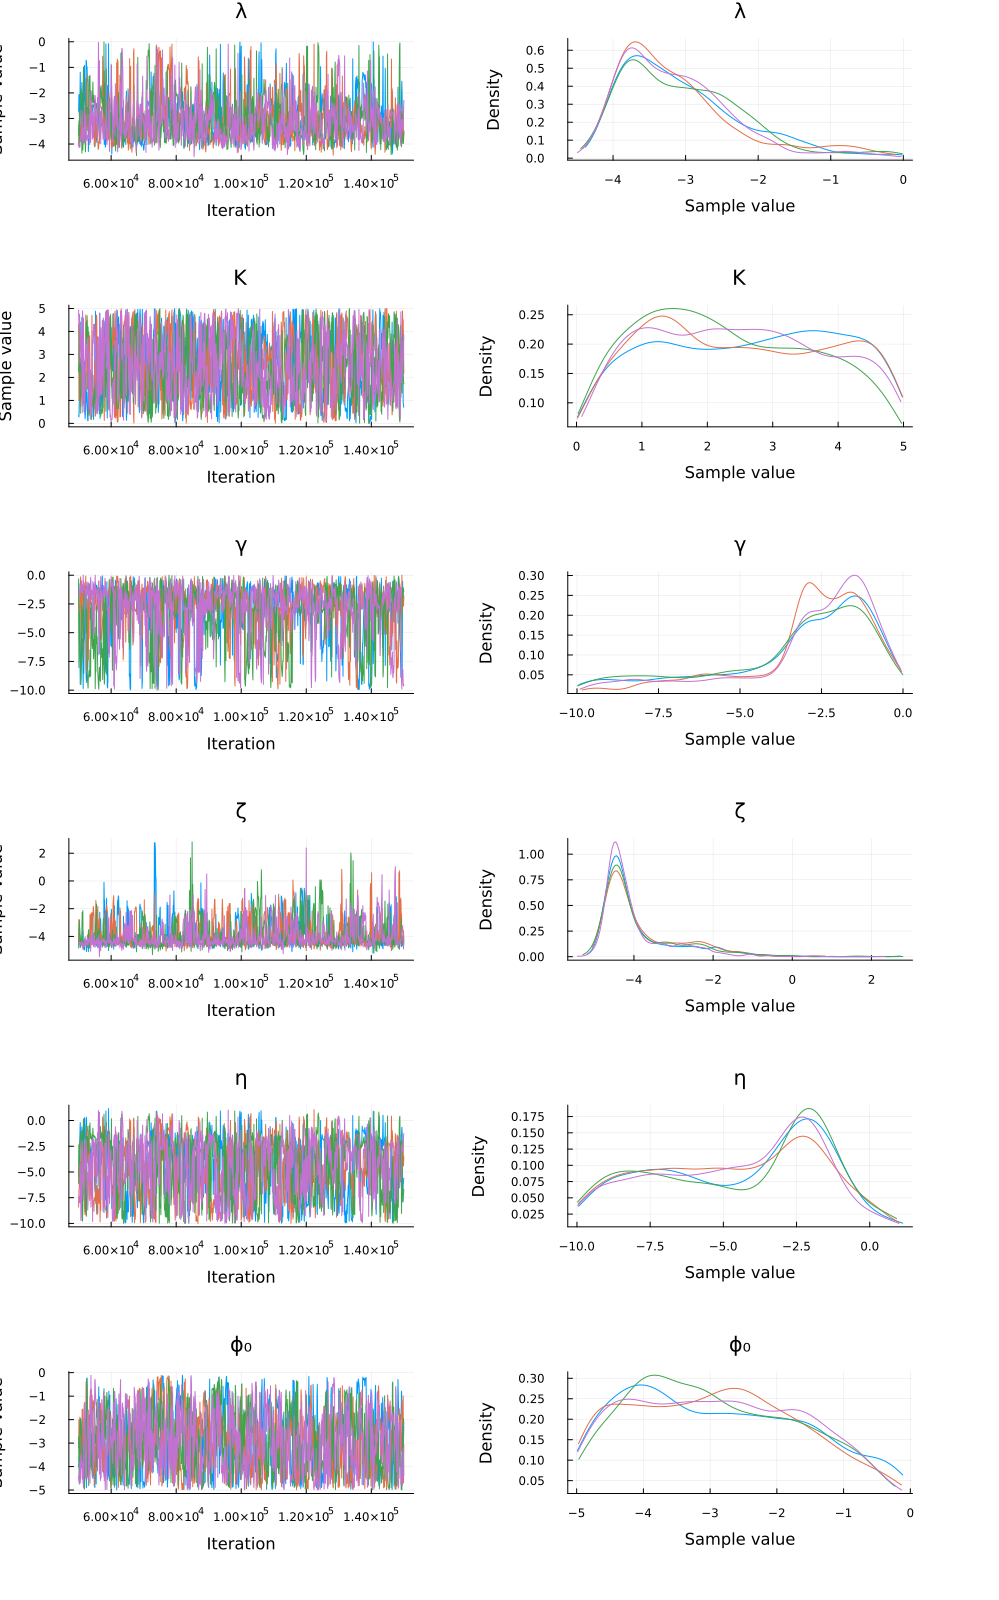 λ
λ
0
−1
−2
−3
−4
6.00×10⁴ 8.00×10⁴ 1.00×10⁵ 1.20×10⁵ 1.40×10⁵
Iteration
Density
0.6
0.5
0.4
0.3
0.2
0.1
0.0
−4 −3 −2 −1 0
Sample value
K
K
Sample value
5
4
3
2
1
0
6.00×10⁴ 8.00×10⁴ 1.00×10⁵ 1.20×10⁵ 1.40×10⁵
Iteration
Density
0.25
0.20
0.15
0.10
0 1 2 3 4 5
Sample value
γ
γ
0.0
−2.5
−5.0
−7.5
−10.0
6.00×10⁴ 8.00×10⁴ 1.00×10⁵ 1.20×10⁵ 1.40×10⁵
Iteration
Density
0.30
0.25
0.20
0.15
0.10
0.05
−10.0 −7.5 −5.0 −2.5 0.0
Sample value
ζ
ζ
2
0
−2
−4
6.00×10⁴ 8.00×10⁴ 1.00×10⁵ 1.20×10⁵ 1.40×10⁵
Iteration
Density
1.00
0.75
0.50
0.25
0.00
−4 −2 0 2
Sample value
η
η
0.0
−2.5
−5.0
−7.5
−10.0
6.00×10⁴ 8.00×10⁴ 1.00×10⁵ 1.20×10⁵ 1.40×10⁵
Iteration
Density
0.175
0.150
0.125
0.100
0.075
0.050
0.025
−10.0 −7.5 −5.0 −2.5 0.0
Sample value
ϕ₀
ϕ₀
0
−1
−2
−3
−4
−5
6.00×10⁴ 8.00×10⁴ 1.00×10⁵ 1.20×10⁵ 1.40×10⁵
Iteration
Density
0.30
0.25
0.20
0.15
0.10
0.05
−5 −4 −3 −2 −1 0
Sample value